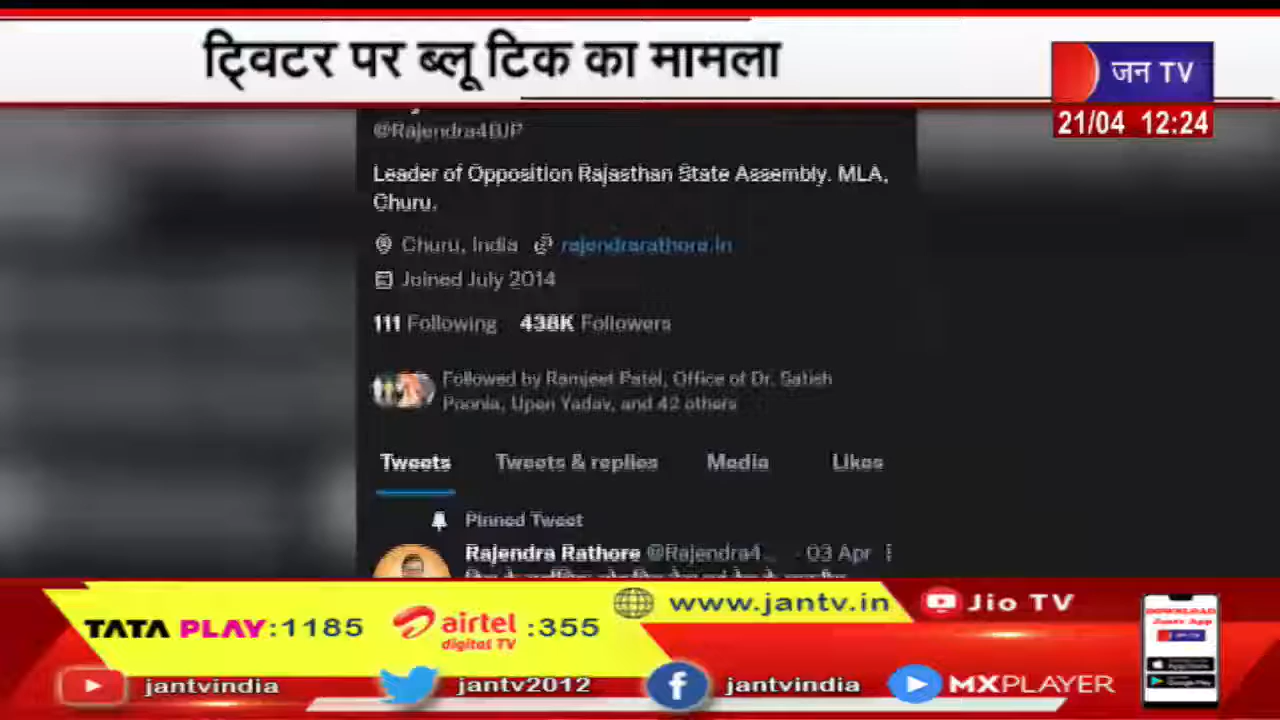 ट्विटर पर ब्लू टिक का मामला
जन TV
21/04 12:24
@Rajendra4BJP
Leader of Opposition Rajasthan State Assembly. MLA,
Churu.
Churu, India rajendrarathore.in
Joined July 2014
111 Following 438K Followers
Followed by Ramjeet Patel, Office of Dr. Satish
Poonia, Upen Yadav, and 42 others
Tweets Tweets & replies Media Likes
Pinned Tweet
Rajendra Rathore @Rajendra4... · 03 Apr
TATA PLAY:1185 airtel digital TV :355 www.jantv.in Jio TV
DOWNLOAD
Jantv App
jantvindia jantv2012 jantvindia MXPLAYER